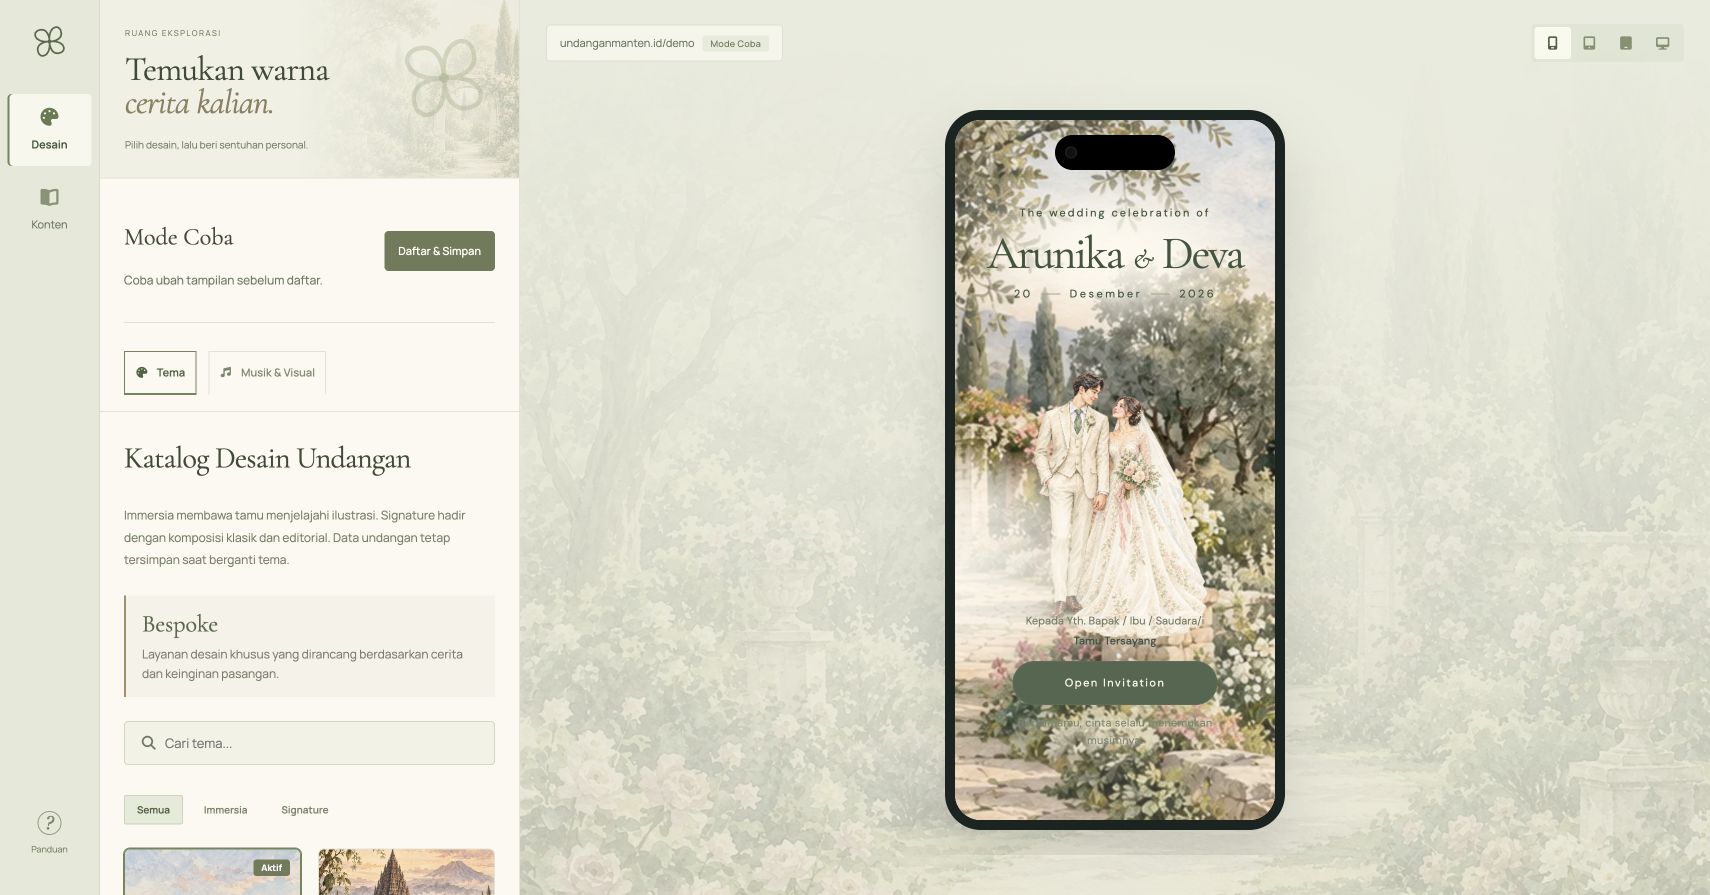 RUANG EKSPLORASI
Temukan warna
cerita kalian.
Pilih desain, lalu beri sentuhan personal.
Desain
Konten
Mode Coba
Daftar & Simpan
Coba ubah tampilan sebelum daftar.
Tema
Musik & Visual
Katalog Desain Undangan
Immersia membawa tamu menjelajahi ilustrasi. Signature hadir
dengan komposisi klasik dan editorial. Data undangan tetap
tersimpan saat berganti tema.
Bespoke
Layanan desain khusus yang dirancang berdasarkan cerita
dan keinginan pasangan.
Cari tema...
Semua
Immersia
Signature
Aktif
?
Panduan
undanganmanten.id/demo
Mode Coba
The wedding celebration of
Arunika & Deva
20 Desember 2026
Kepada Yth. Bapak / Ibu / Saudara/i
Tamu Tersayang
Open Invitation
cinta selalu menemukan
musimnya.